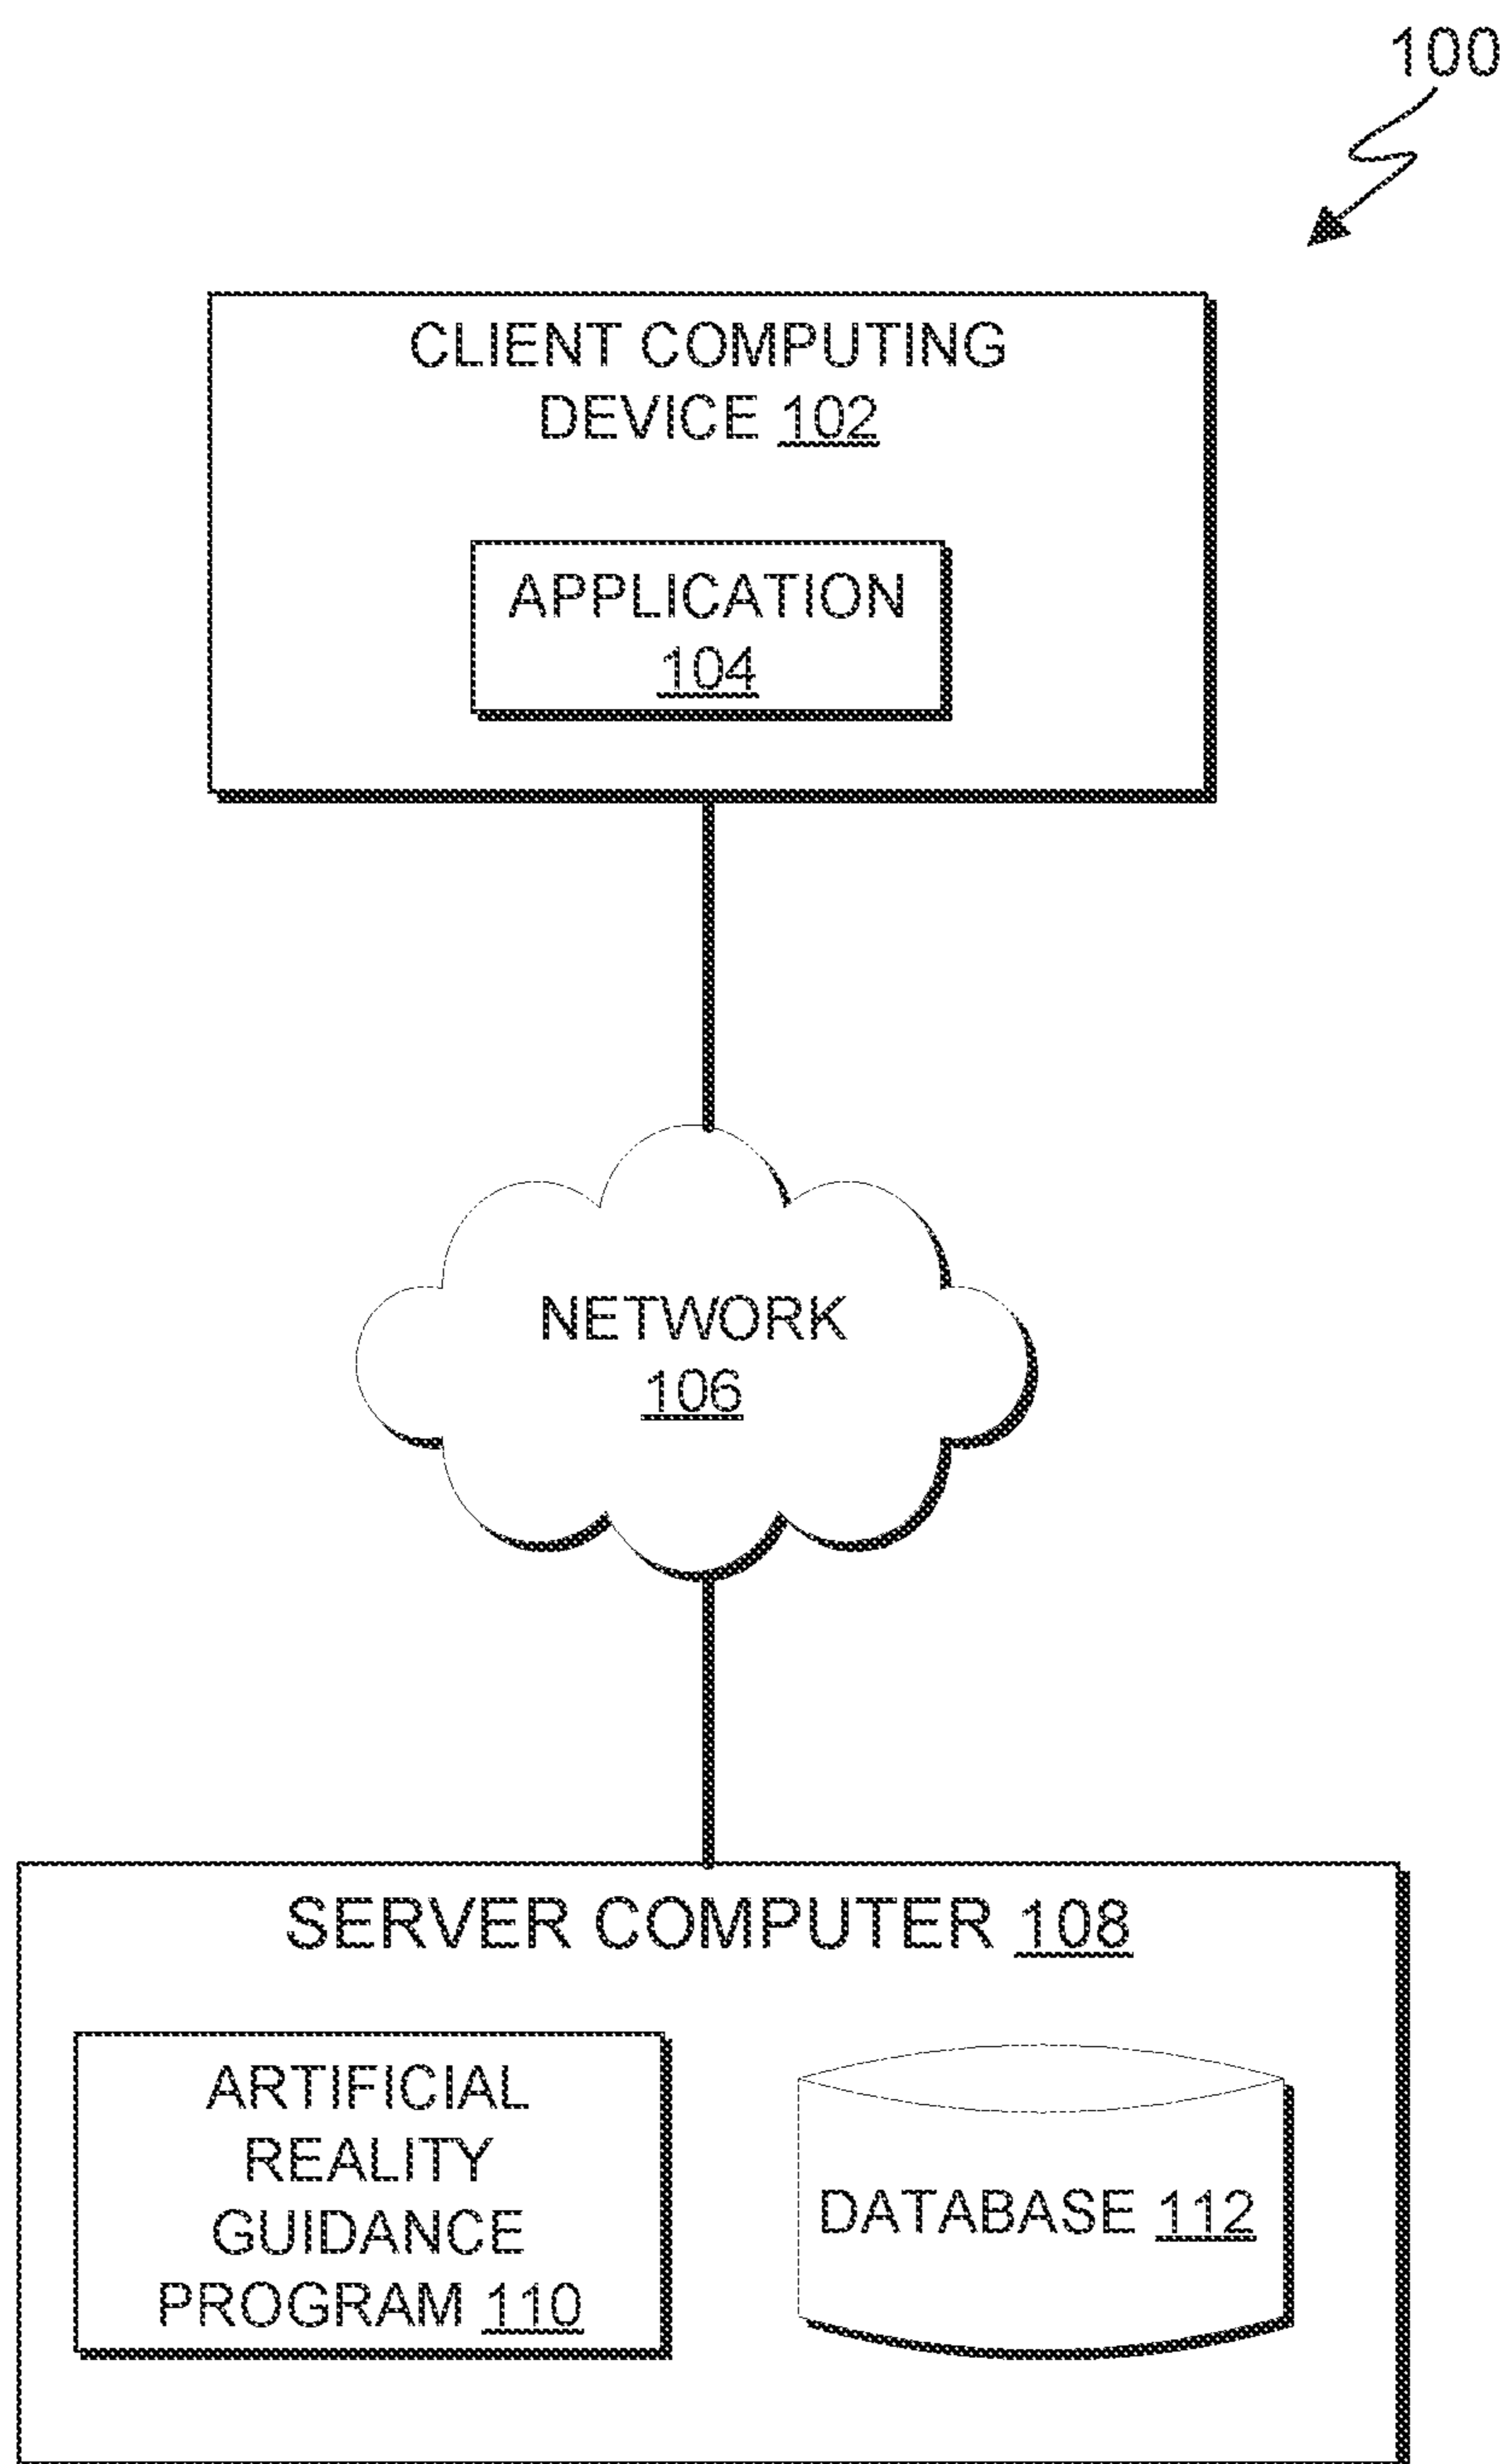 100
CLIENT COMPUTING
DEVICE 102
APPLICATION
104
NETWORK
106
SERVER COMPUTER 108
ARTIFICIAL
REALITY
GUIDANCE
PROGRAM 110
DATABASE 112